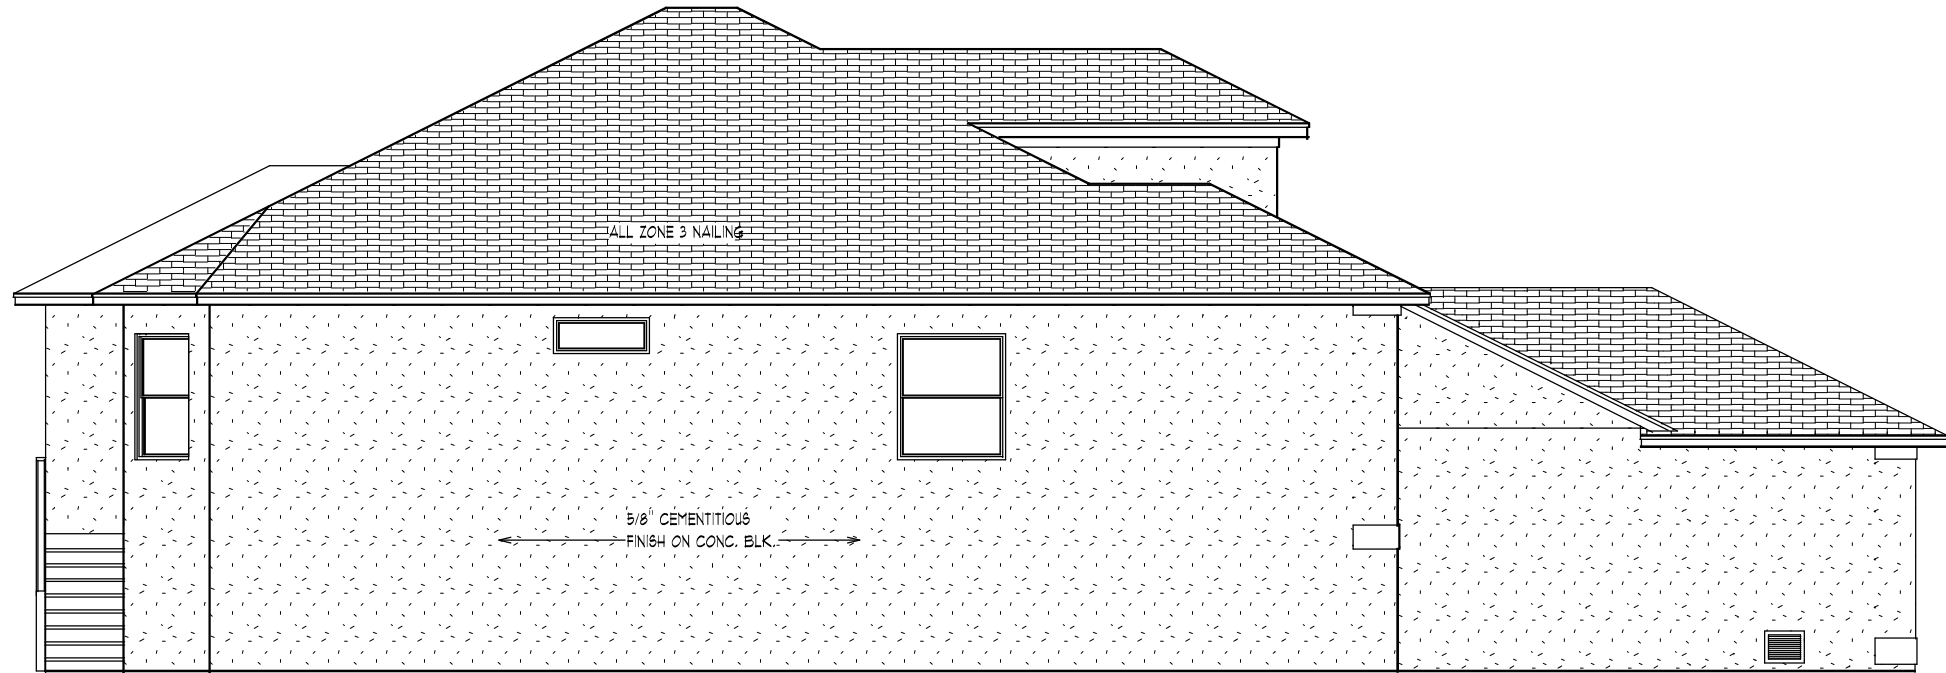 ALL ZONE 3 NAILING
5/8" CEMENTITIOUS
FINISH ON CONC. BLK.